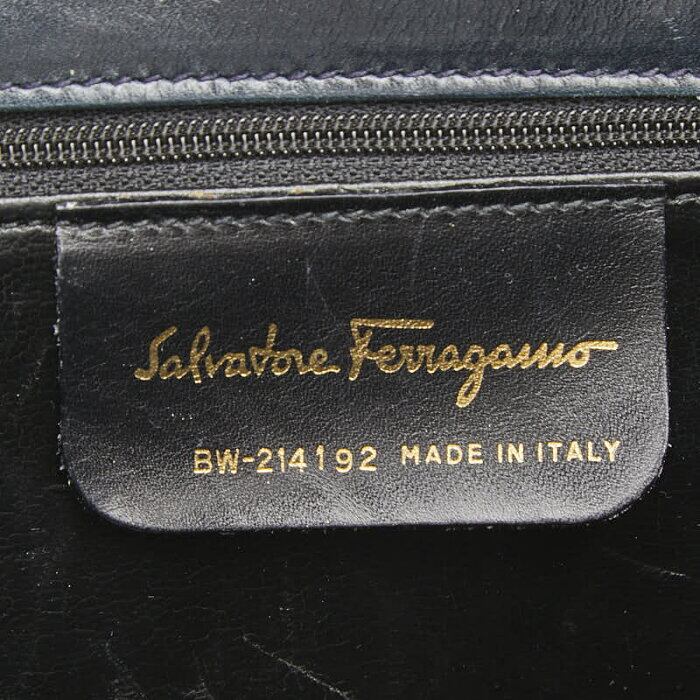 Salvatore Ferragamo
BW-214192 MADE IN ITALY